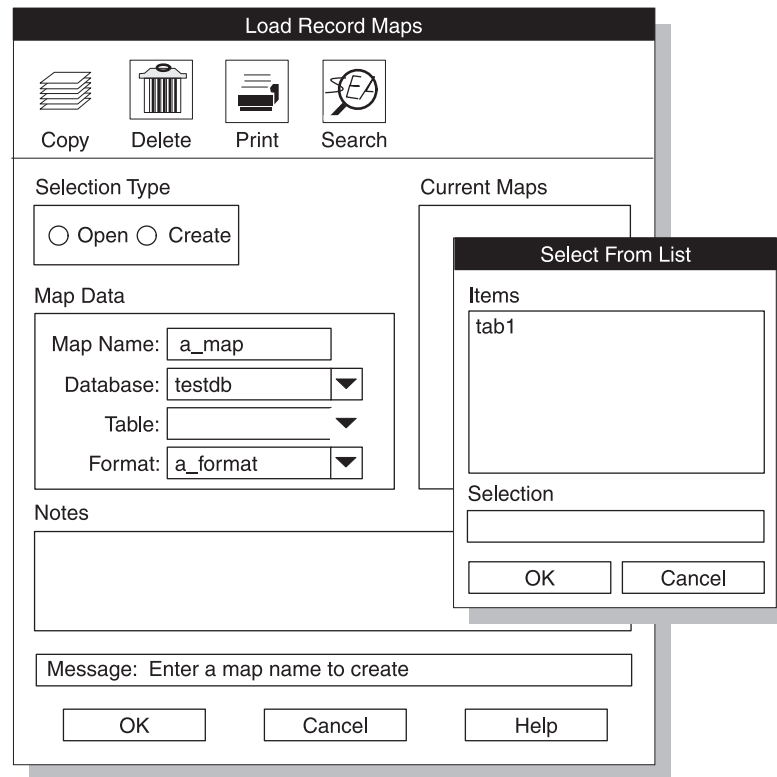 Load Record Maps
Copy Delete Print Search
Selection Type
Open Create
Current Maps
Map Data
Map Name: a_map
Database: testdb
Table:
Format: a_format
Notes
Message: Enter a map name to create
OK Cancel Help
Select From List
Items
tab1
Selection
OK Cancel